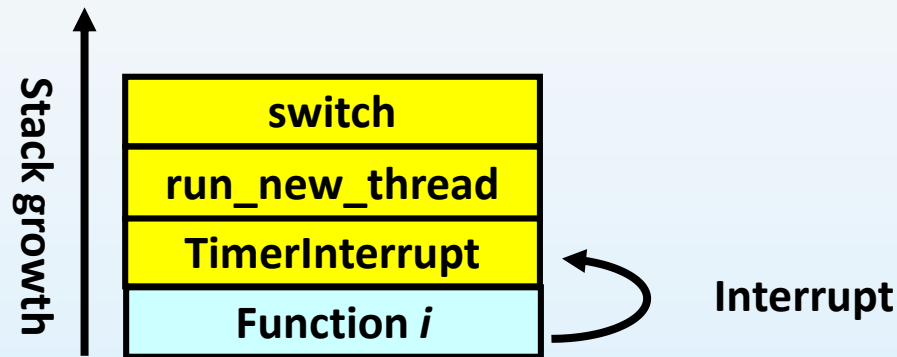 Stack growth
switch
run_new_thread
TimerInterrupt
Function i
Interrupt